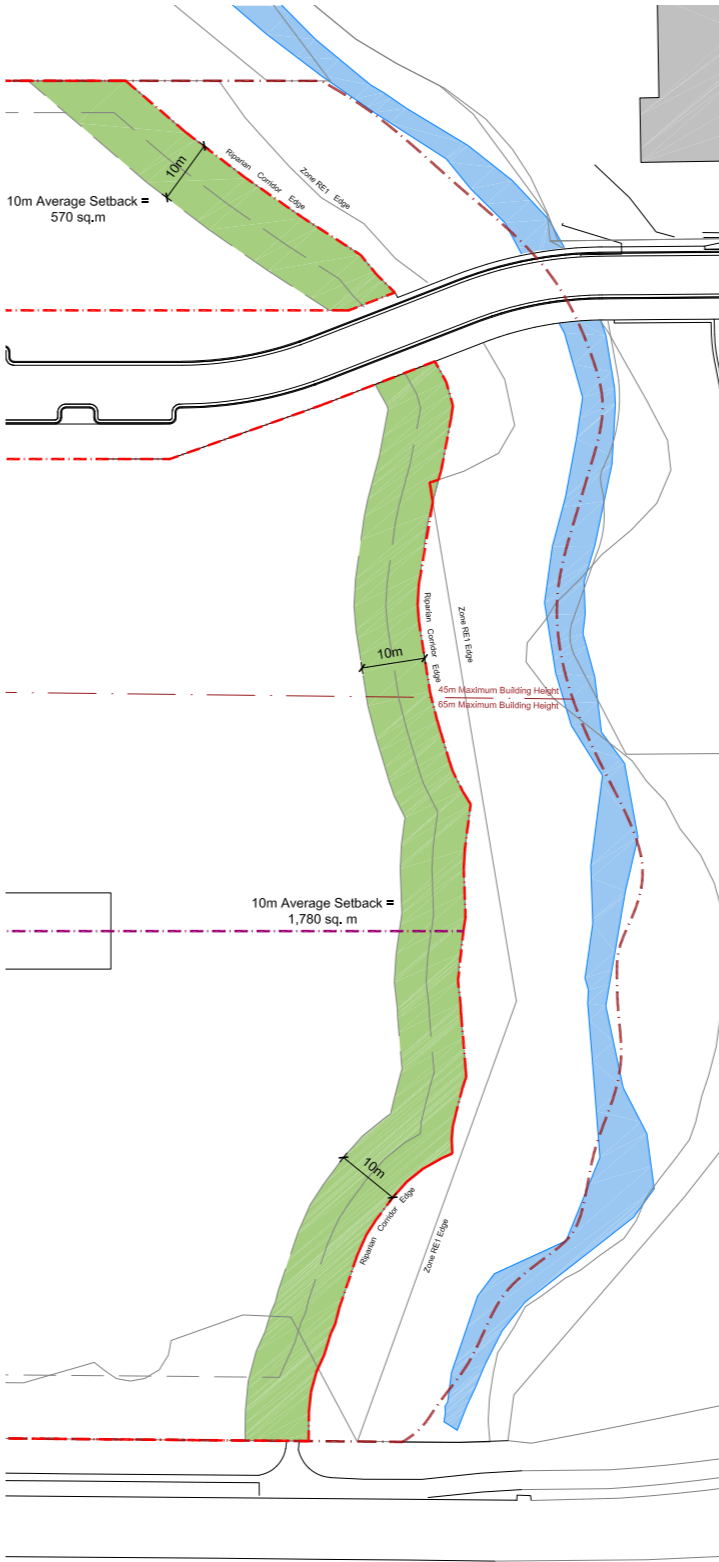 10m
Riparian Corridor Edge
Zone RE1 Edge
10m Average Setback =
570 sq.m
Riparian Corridor Edge
Zone RE1 Edge
10m
45m Maximum Building Height
65m Maximum Building Height
10m Average Setback =
1,780 sq. m
10m
Riparian Corridor Edge
Zone RE1 Edge